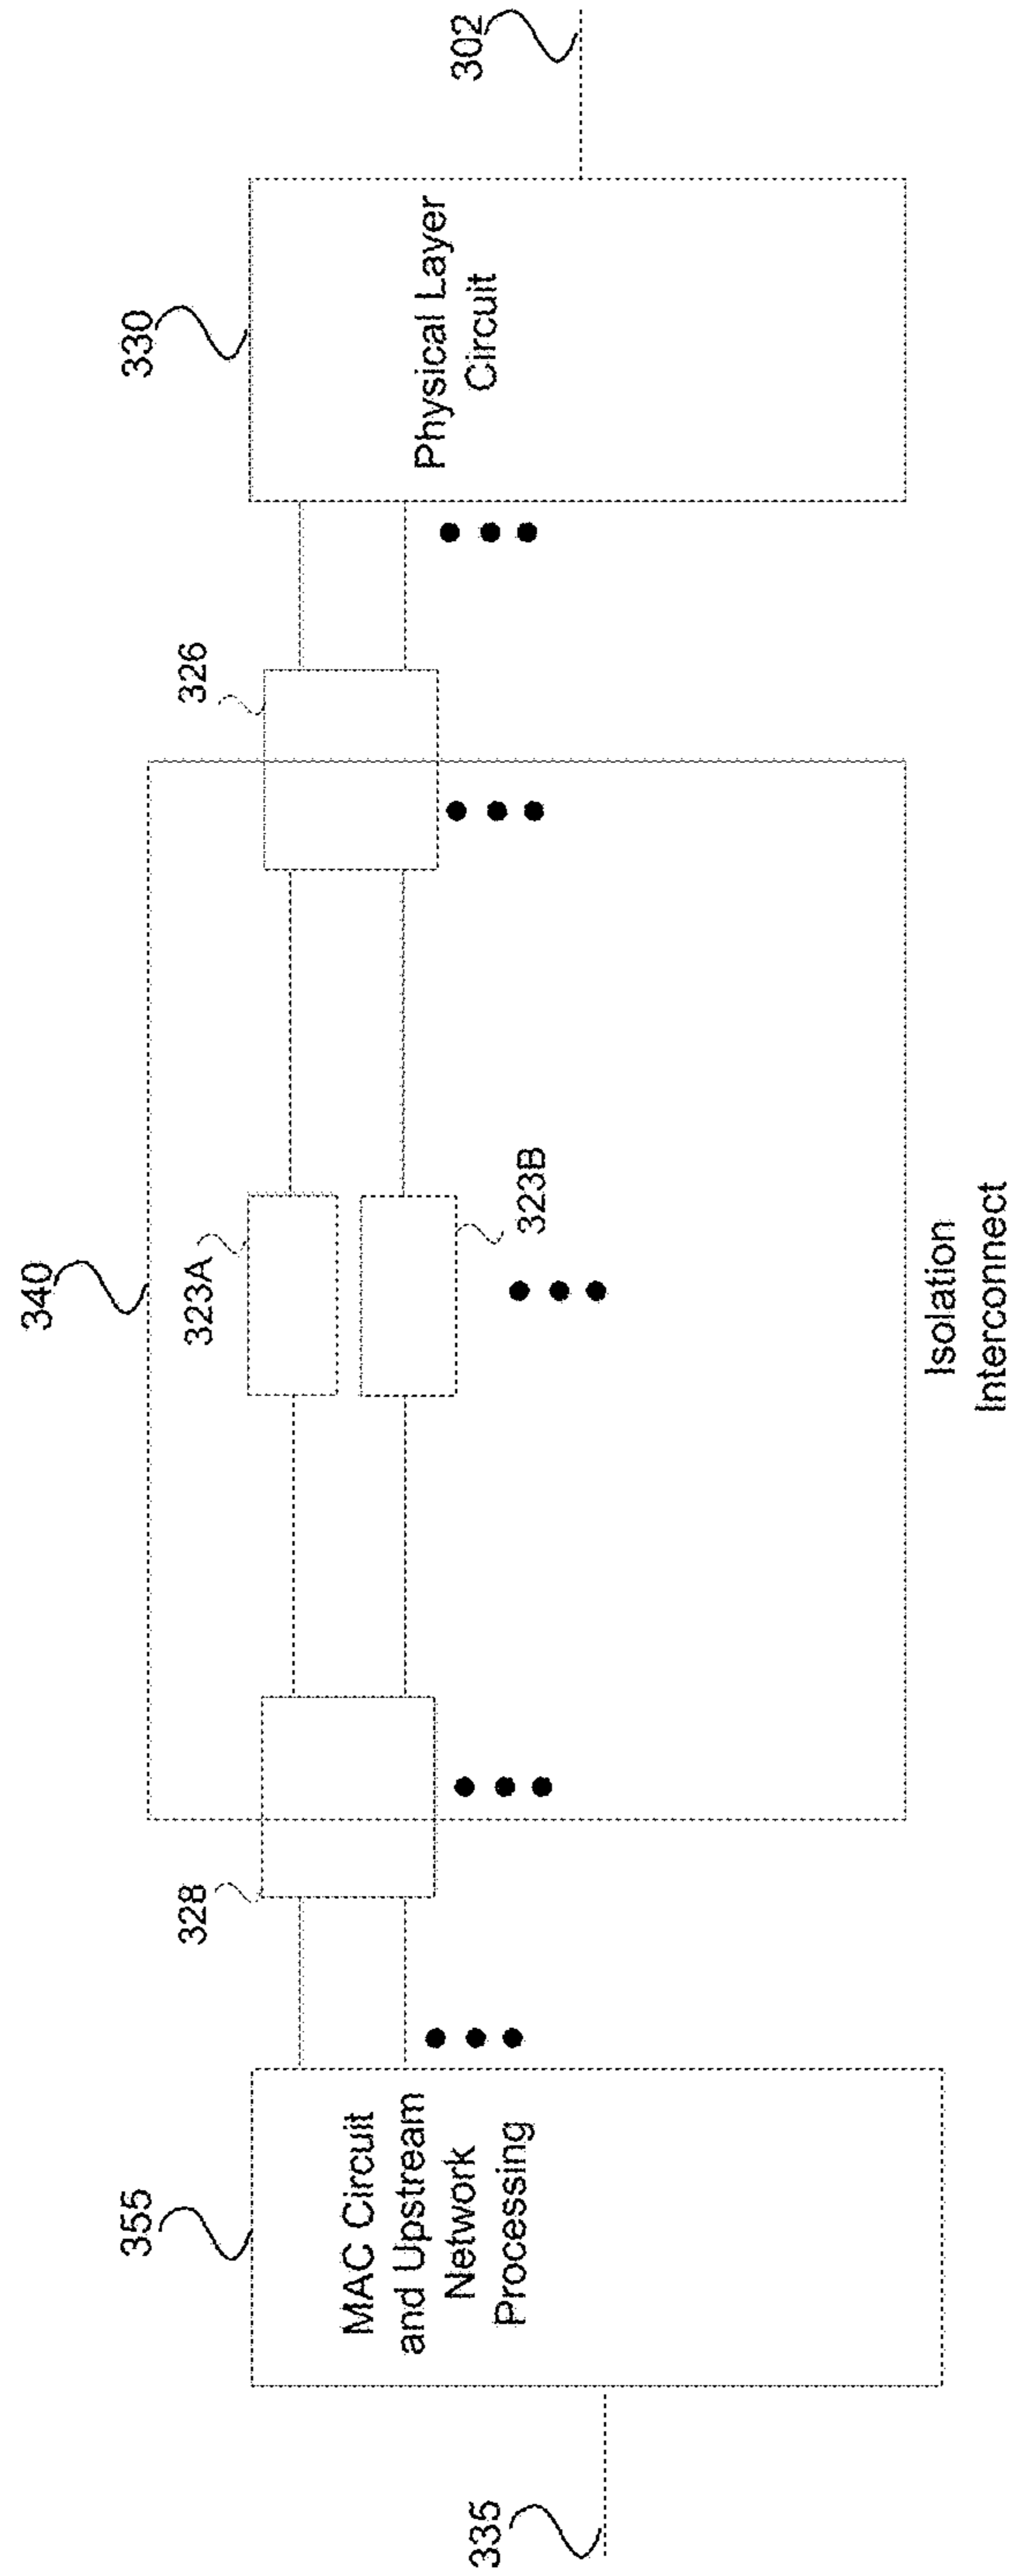 340
355
328
323A
326
330
MAC Circuit
and Upstream
Network
Processing
323B
Physical Layer
Circuit
335
302
Isolation
Interconnect